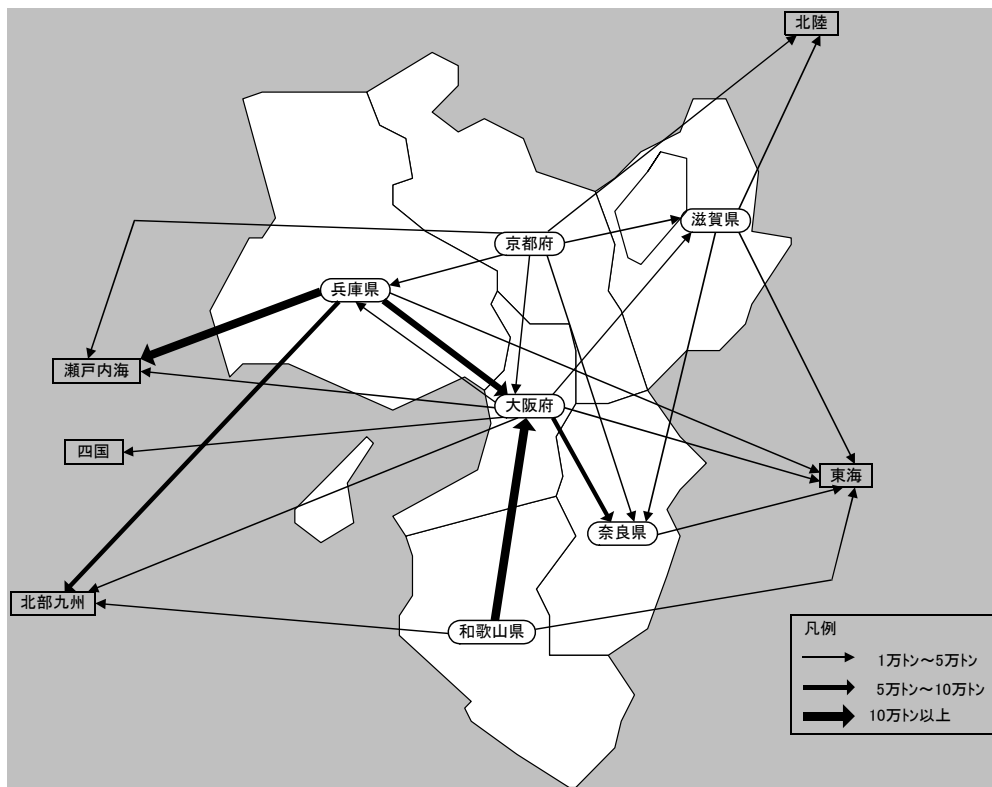 北陸
滋賀県
京都府
兵庫県
瀬戸内海
大阪府
四国
東海
奈良県
北部九州
和歌山県
凡例
1万トン～5万トン
5万トン～10万トン
10万トン以上